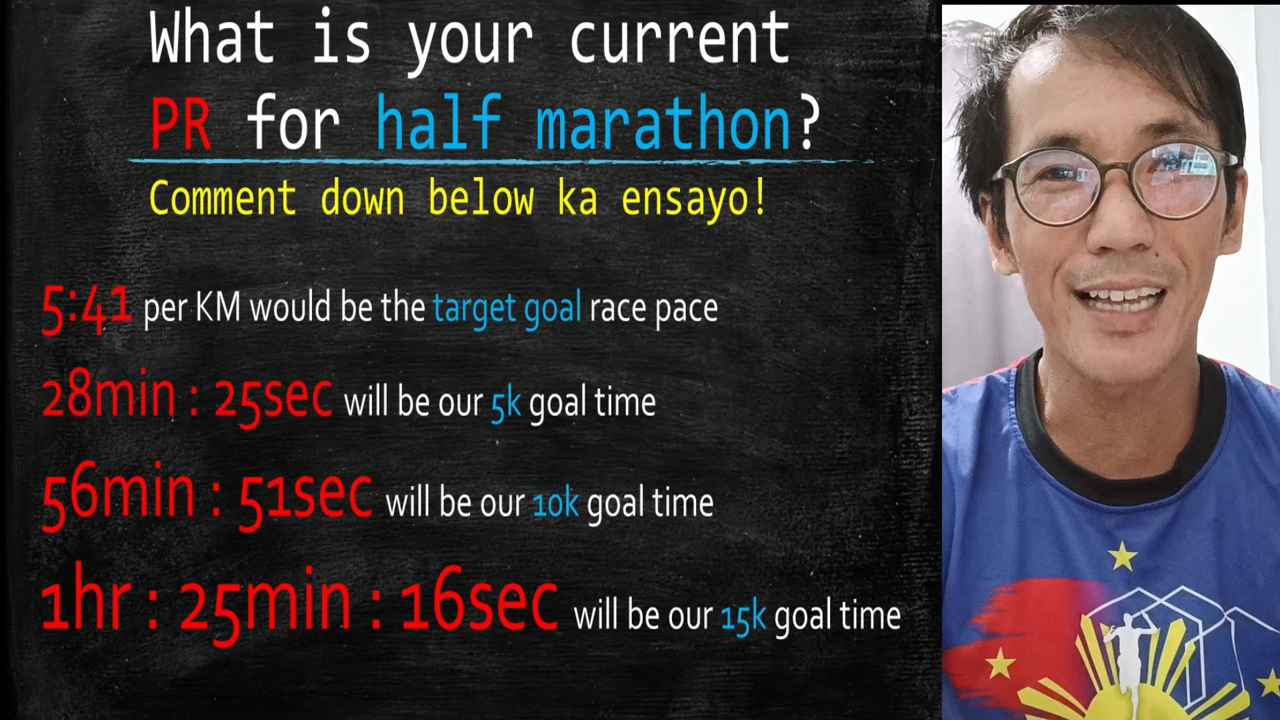 What is your current
PR for half marathon?
Comment down below ka ensayo!
5:41 per KM would be the target goal race pace
28min : 25sec will be our 5k goal time
56min : 51sec will be our 10k goal time
1hr : 25min : 16sec will be our 15k goal time